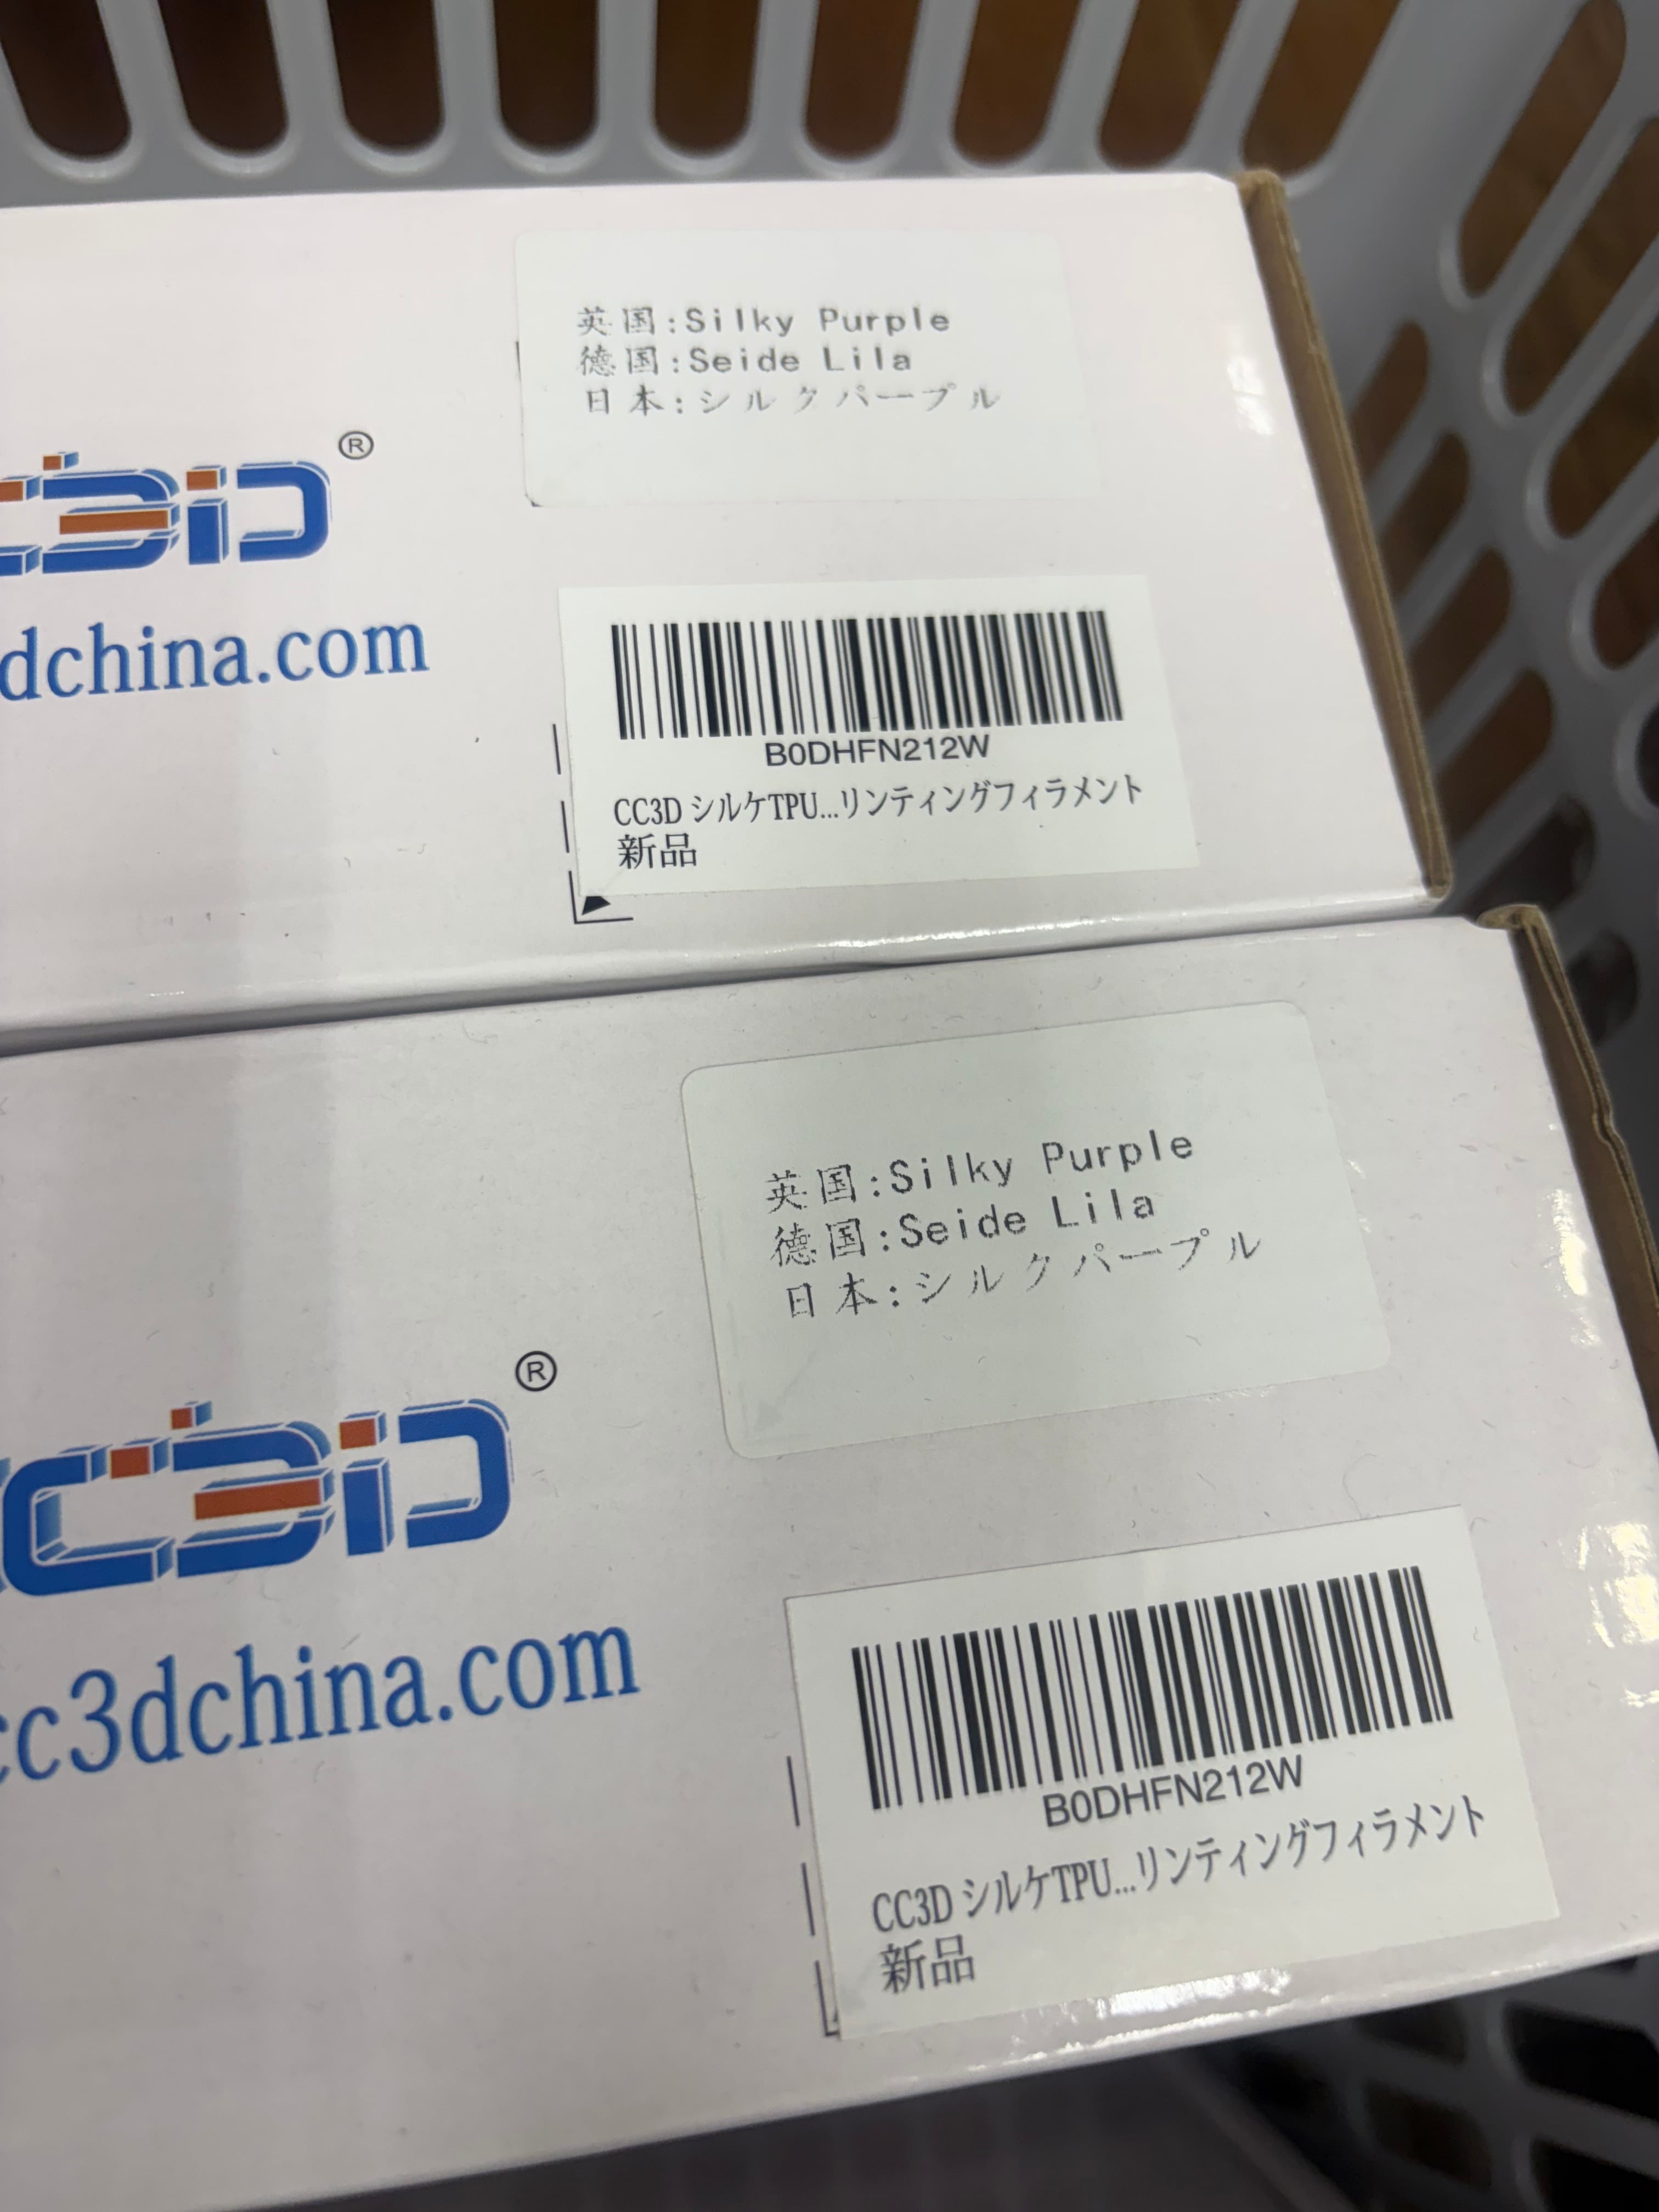 英国:Silky Purple
德国:Seide Lila
日本:シルクパープル
C3D®
dchina.com
B0DHFN212W
CC3D シルケTPU...リンティングフィラメント
新品
英国:Silky Purple
德国:Seide Lila
日本:シルクパープル
CC3D®
cc3dchina.com
B0DHFN212W
CC3D シルケTPU...リンティングフィラメント
新品